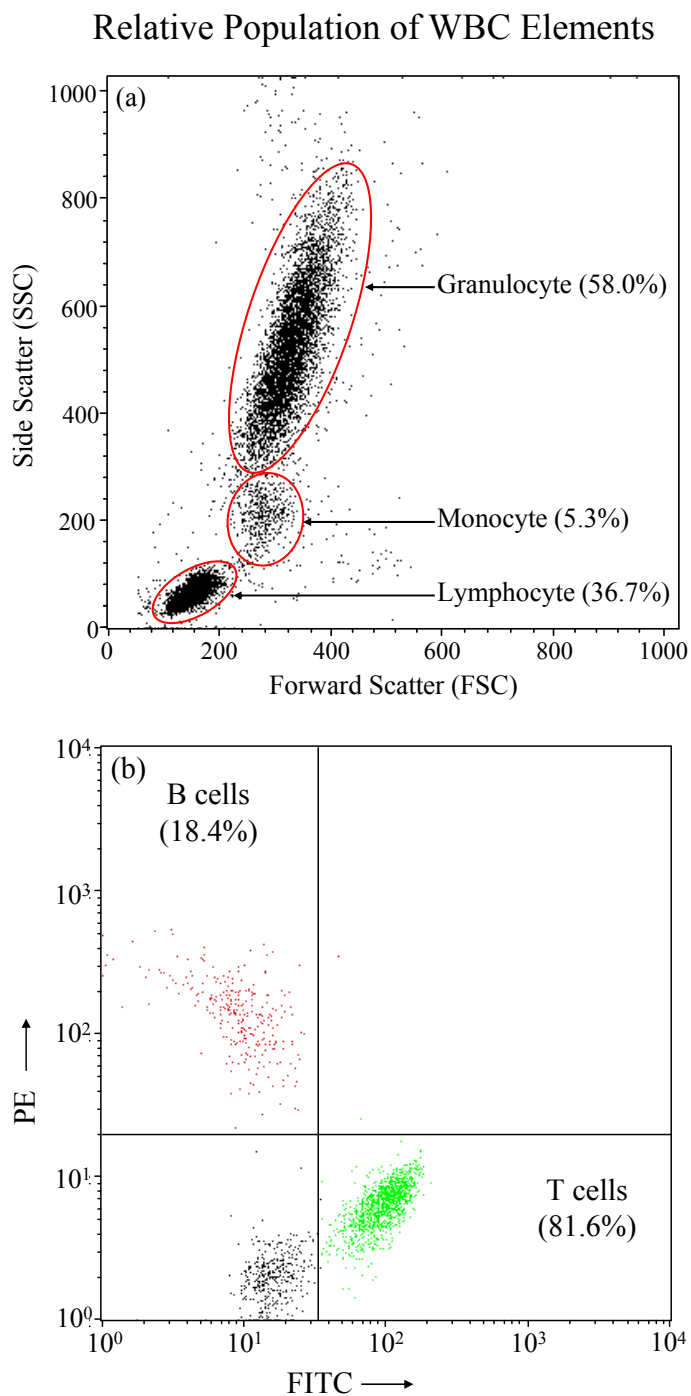 Relative Population of WBC Elements
(a)
1000
800
600
400
200
0
Side Scatter (SSC)
Granulocyte (58.0%)
Monocyte (5.3%)
Lymphocyte (36.7%)
0 200 400 600 800 1000
Forward Scatter (FSC)
(b)
10⁴
10³
10²
10¹
10⁰
PE
B cells
(18.4%)
T cells
(81.6%)
10⁰ 10¹ 10² 10³ 10⁴
FITC